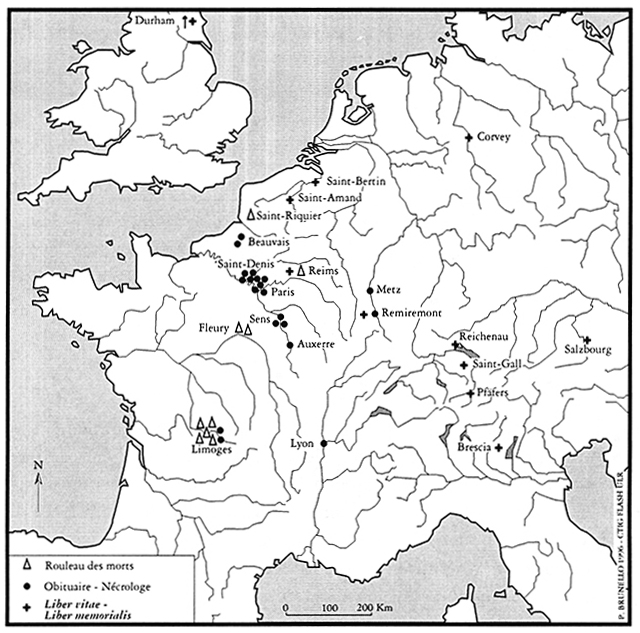 Durham
Corvey
Saint-Bertin
Saint-Amand
Saint-Riquier
Beauvais
Saint-Denis
Reims
Paris
Metz
Remiremont
Sens
Fleury
Auxerre
Reichenau
Salzbourg
Saint-Gall
Pfäfers
Limoges
Lyon
Brescia
N
Rouleau des morts
Obituaire - Nécrologe
Liber vitae -
Liber memorialis
0 100 200 Km
P. BRUNELLO 1996 - CTIG FLASH ULR